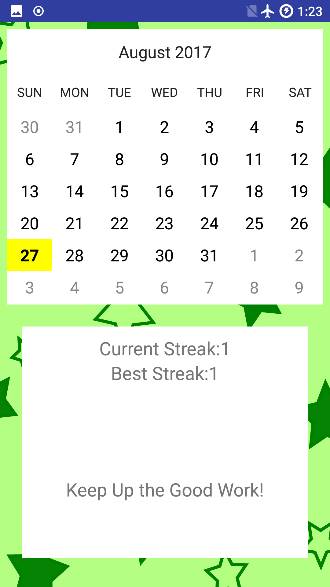 1:23
August 2017
SUN MON TUE WED THU FRI SAT
30 31 1 2 3 4 5
6 7 8 9 10 11 12
13 14 15 16 17 18 19
20 21 22 23 24 25 26
27 28 29 30 31 1 2
3 4 5 6 7 8 9
Current Streak:1
Best Streak:1
Keep Up the Good Work!